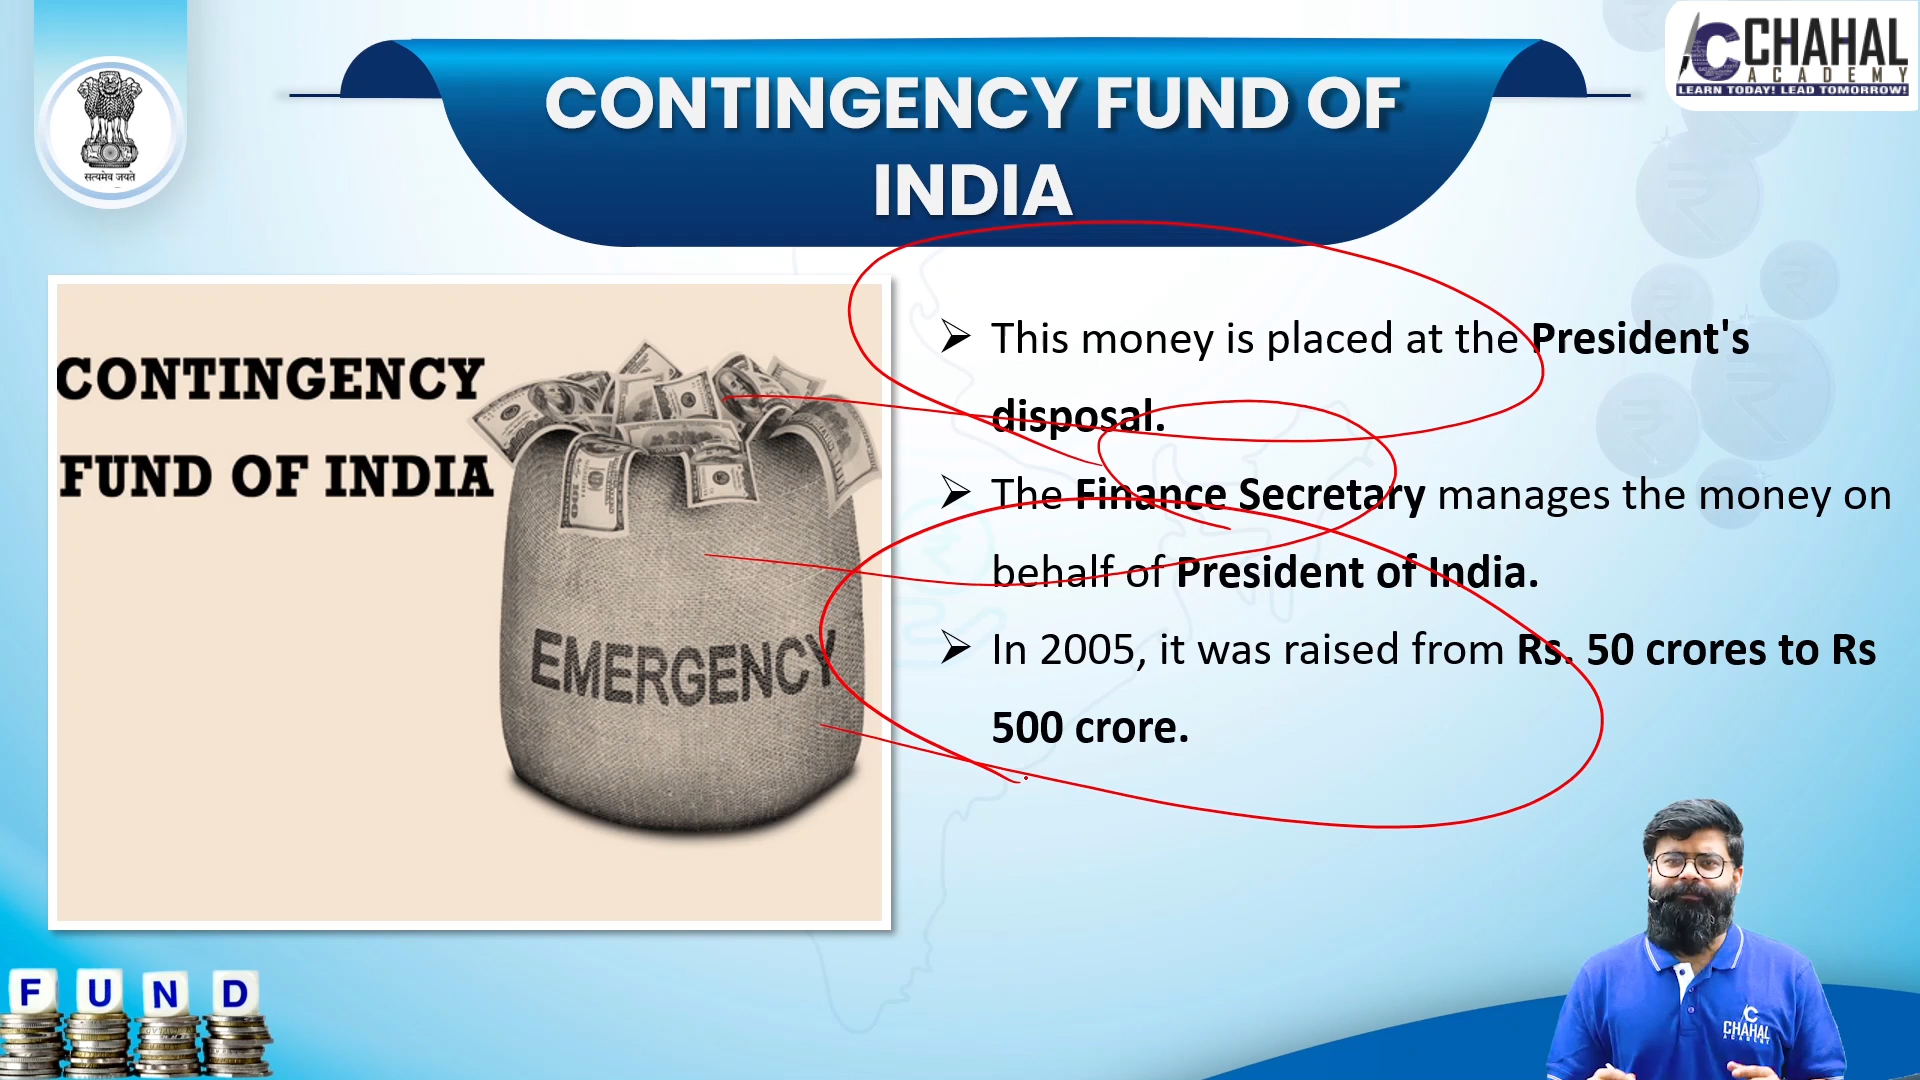 CHAHAL
ACADEMY
LEARN TODAY! LEAD TOMORROW!
सत्यमेव जयते
CONTINGENCY FUND OF
INDIA
CONTINGENCY
FUND OF INDIA
EMERGENCY
➢ This money is placed at the President's
disposal.
➢ The Finance Secretary manages the money on
behalf of President of India.
➢ In 2005, it was raised from Rs. 50 crores to Rs
500 crore.
F U N D
CHAHAL
ACADEMY